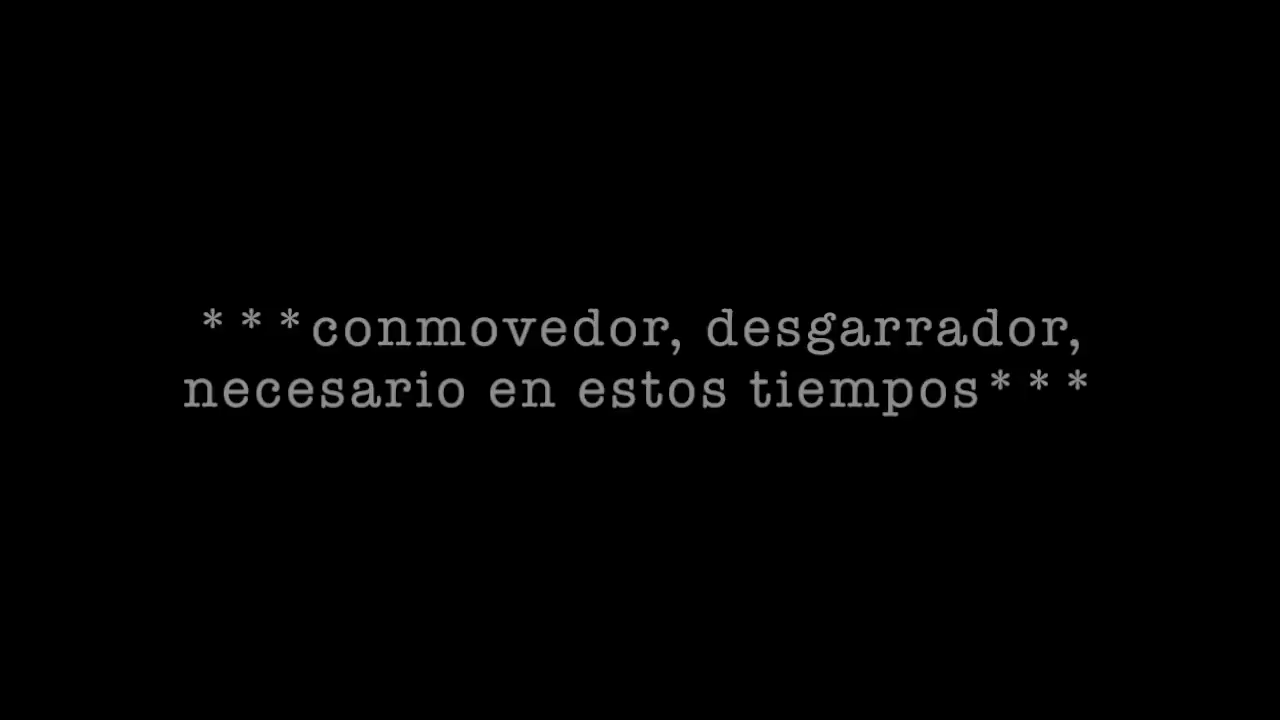 ***conmovedor, desgarrador,
necesario en estos tiempos***